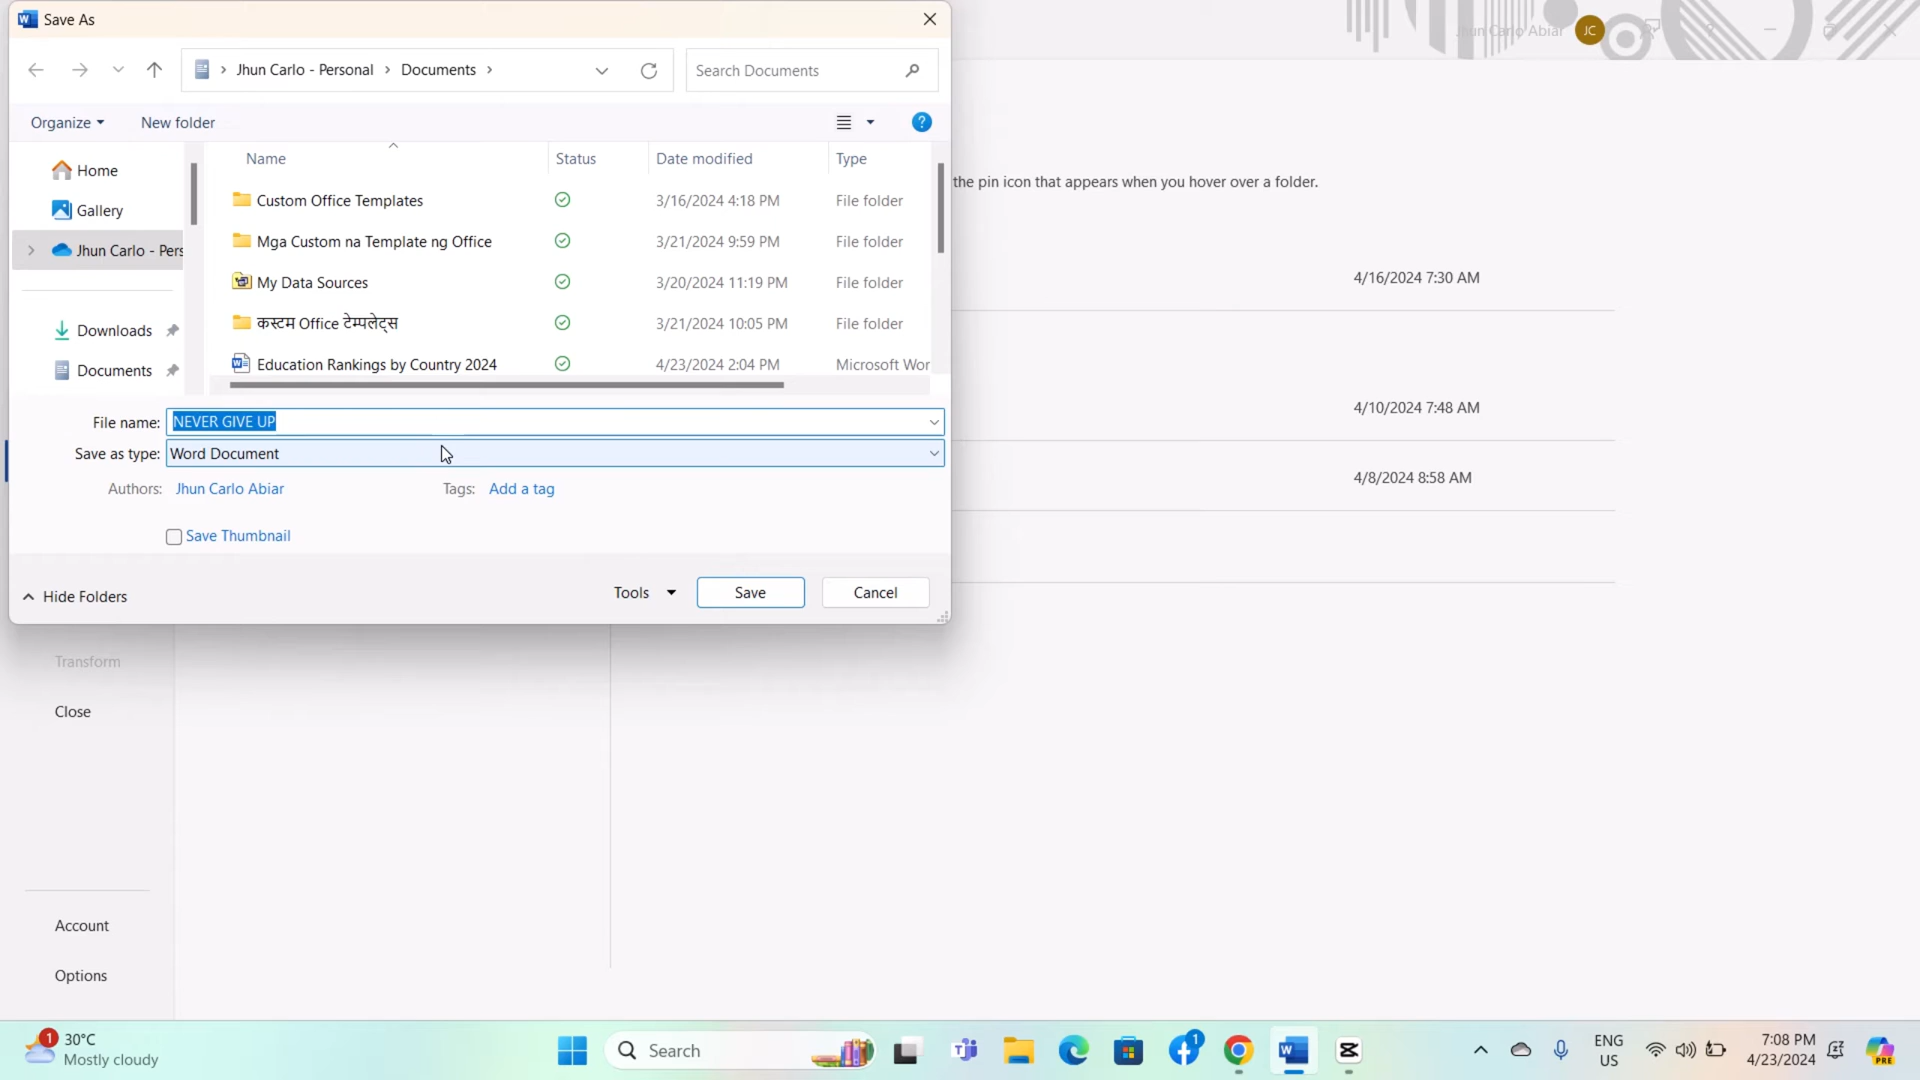 Save As
Jhun Carlo Abiar JC
Jhun Carlo - Personal Documents
Search Documents
Organize New folder
Name Status Date modified Type
Home
Gallery
Jhun Carlo - Pers
Downloads
Documents
Custom Office Templates 3/16/2024 4:18 PM File folder
Mga Custom na Template ng Office 3/21/2024 9:59 PM File folder
My Data Sources 3/20/2024 11:19 PM File folder
कस्टम Office टेम्पलेट्स 3/21/2024 10:05 PM File folder
Education Rankings by Country 2024 4/23/2024 2:04 PM Microsoft Wor
the pin icon that appears when you hover over a folder.
4/16/2024 7:30 AM
4/10/2024 7:48 AM
4/8/2024 8:58 AM
File name: NEVER GIVE UP
Save as type: Word Document
Authors: Jhun Carlo Abiar Tags: Add a tag
Save Thumbnail
Hide Folders Tools Save Cancel
Transform
Close
Account
Options
1 30°C
Mostly cloudy
Search
1
ENG
US
7:08 PM
4/23/2024
PRE